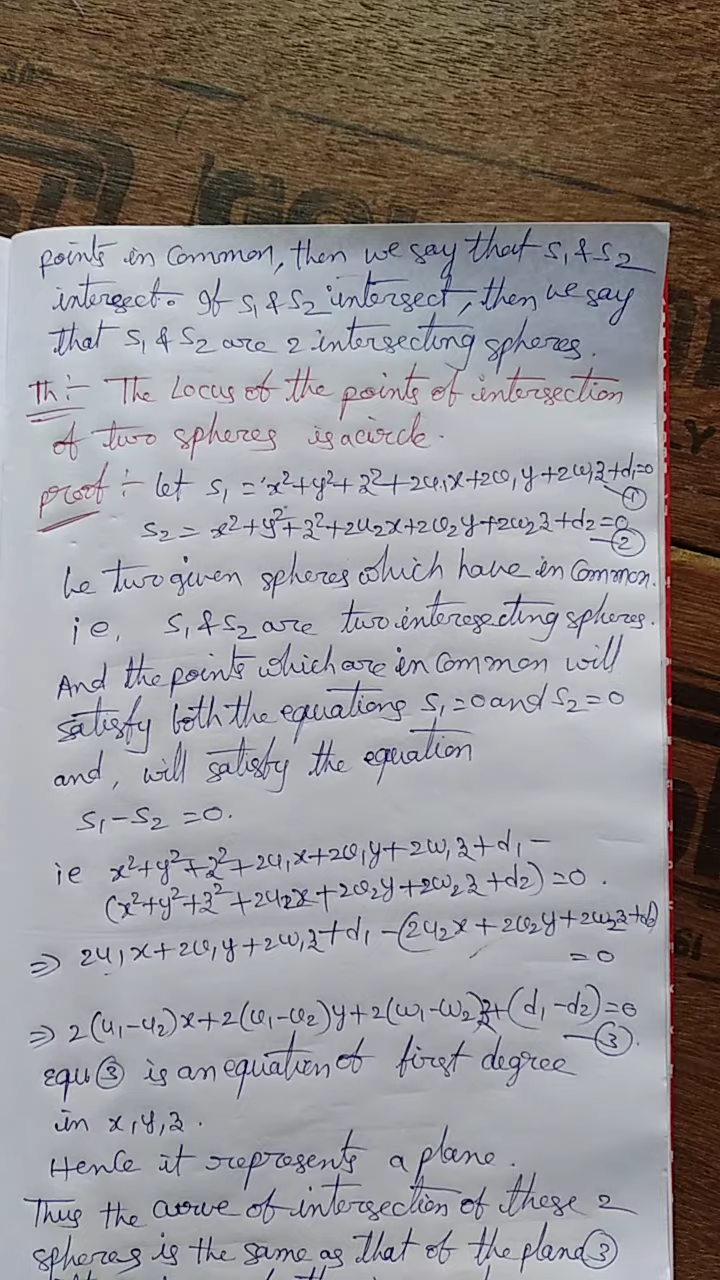 points in common, then we say that S₁ & S₂
intersect. If S₁ & S₂ intersect, then we say
that S₁ & S₂ are 2 intersecting spheres.
Th :- The Locus of the points of intersection
of two spheres is a circle.
proof :- let S₁ = x²+y²+z²+2u₁x+2v₁y+2w₁z+d₁=0
—①
S₂ = x²+y²+z²+2u₂x+2v₂y+2w₂z+d₂=0
—②
be two given spheres which have in common.
ie, S₁ & S₂ are two interesecting spheres.
And the points which are in common will
satisfy both the equations S₁=0 and S₂=0
and, will satisfy the equation
S₁-S₂ =0.
ie x²+y²+z²+2u₁x+2v₁y+2w₁z+d₁ -
(x²+y²+z²+2u₂x+2v₂y+2w₂z+d₂)=0.
⇒ 2u₁x+2v₁y+2w₁z+d₁ -(2u₂x+2v₂y+2w₂z+d₂)
=0
⇒ 2(u₁-u₂)x+2(v₁-v₂)y+2(w₁-w₂)z+(d₁-d₂)=0
—③.
equ③ is an equation of first degree
in x,y,z.
Hence it represents a plane.
Thus the curve of intersection of these 2
spheres is the same as that of the plane③